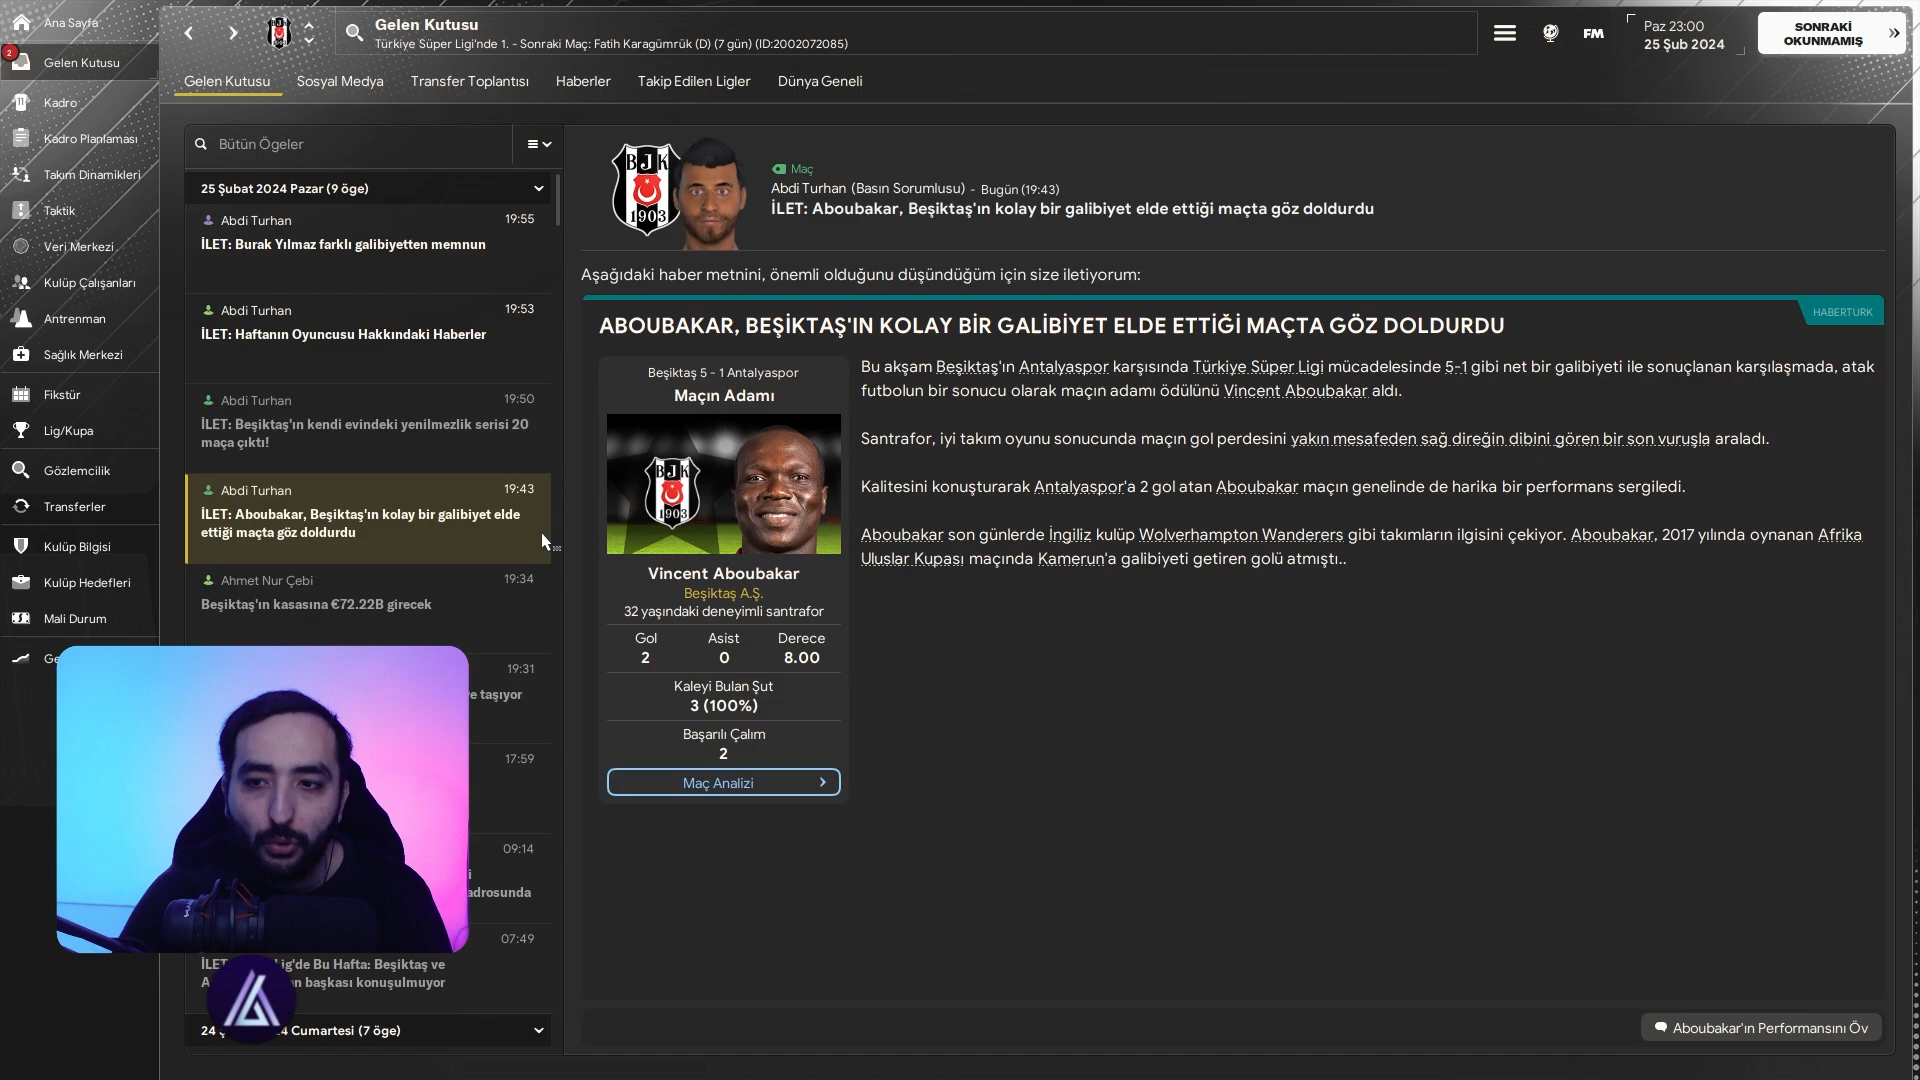 Ana Sayfa
2
Gelen Kutusu
Kadro
Kadro Planlaması
Takım Dinamikleri
Taktik
Veri Merkezi
Kulüp Çalışanları
Antrenman
Sağlık Merkezi
Fikstür
Lig/Kupa
Gözlemcilik
Transferler
Kulüp Bilgisi
Kulüp Hedefleri
Mali Durum
Gelen Kutusu
Türkiye Süper Ligi'nde 1. - Sonraki Maç: Fatih Karagümrük (D) (7 gün) (ID:2002072085)
FM
Paz 23:00
25 Şub 2024
SONRAKİ
OKUNMAMIŞ
Gelen Kutusu Sosyal Medya Transfer Toplantısı Haberler Takip Edilen Ligler Dünya Geneli
Bütün Ögeler
25 Şubat 2024 Pazar (9 öge)
Abdi Turhan 19:55
İLET: Burak Yılmaz farklı galibiyetten memnun
Abdi Turhan 19:53
İLET: Haftanın Oyuncusu Hakkındaki Haberler
Abdi Turhan 19:50
İLET: Beşiktaş'ın kendi evindeki yenilmezlik serisi 20
maça çıktı!
Abdi Turhan 19:43
İLET: Aboubakar, Beşiktaş'ın kolay bir galibiyet elde
ettiği maçta göz doldurdu
Ahmet Nur Çebi 19:34
Beşiktaş'ın kasasına €72.22B girecek
19:31
taşıyor
17:59
09:14
07:49
Bu Hafta: Beşiktaş ve
başkası konuşulmuyor
24 Cumartesi (7 öge)
BJK
1903
Maç
Abdi Turhan (Basın Sorumlusu) - Bugün (19:43)
İLET: Aboubakar, Beşiktaş'ın kolay bir galibiyet elde ettiği maçta göz doldurdu
Aşağıdaki haber metnini, önemli olduğunu düşündüğüm için size iletiyorum:
HABERTURK
ABOUBAKAR, BEŞİKTAŞ'IN KOLAY BİR GALİBİYET ELDE ETTİĞİ MAÇTA GÖZ DOLDURDU
Beşiktaş 5 - 1 Antalyaspor
Maçın Adamı
BJK
1903
Vincent Aboubakar
Beşiktaş A.Ş.
32 yaşındaki deneyimli santrafor
Gol Asist Derece
2 0 8.00
Kaleyi Bulan Şut
3 (100%)
Başarılı Çalım
2
Maç Analizi
Bu akşam Beşiktaş'ın Antalyaspor karşısında Türkiye Süper Ligi mücadelesinde 5-1 gibi net bir galibiyeti ile sonuçlanan karşılaşmada, atak
futbolun bir sonucu olarak maçın adamı ödülünü Vincent Aboubakar aldı.
Santrafor, iyi takım oyunu sonucunda maçın gol perdesini yakın mesafeden sağ direğin dibini gören bir son vuruşla araladı.
Kalitesini konuşturarak Antalyaspor'a 2 gol atan Aboubakar maçın genelinde de harika bir performans sergiledi.
Aboubakar son günlerde İngiliz kulüp Wolverhampton Wanderers gibi takımların ilgisini çekiyor. Aboubakar, 2017 yılında oynanan Afrika
Uluslar Kupası maçında Kamerun'a galibiyeti getiren golü atmıştı..
Aboubakar'ın Performansını Öv